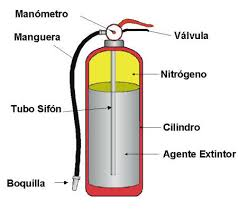 Manómetro
Manguera
Válvula
Nitrógeno
Tubo Sifón
Cilindro
Agente Extintor
Boquilla